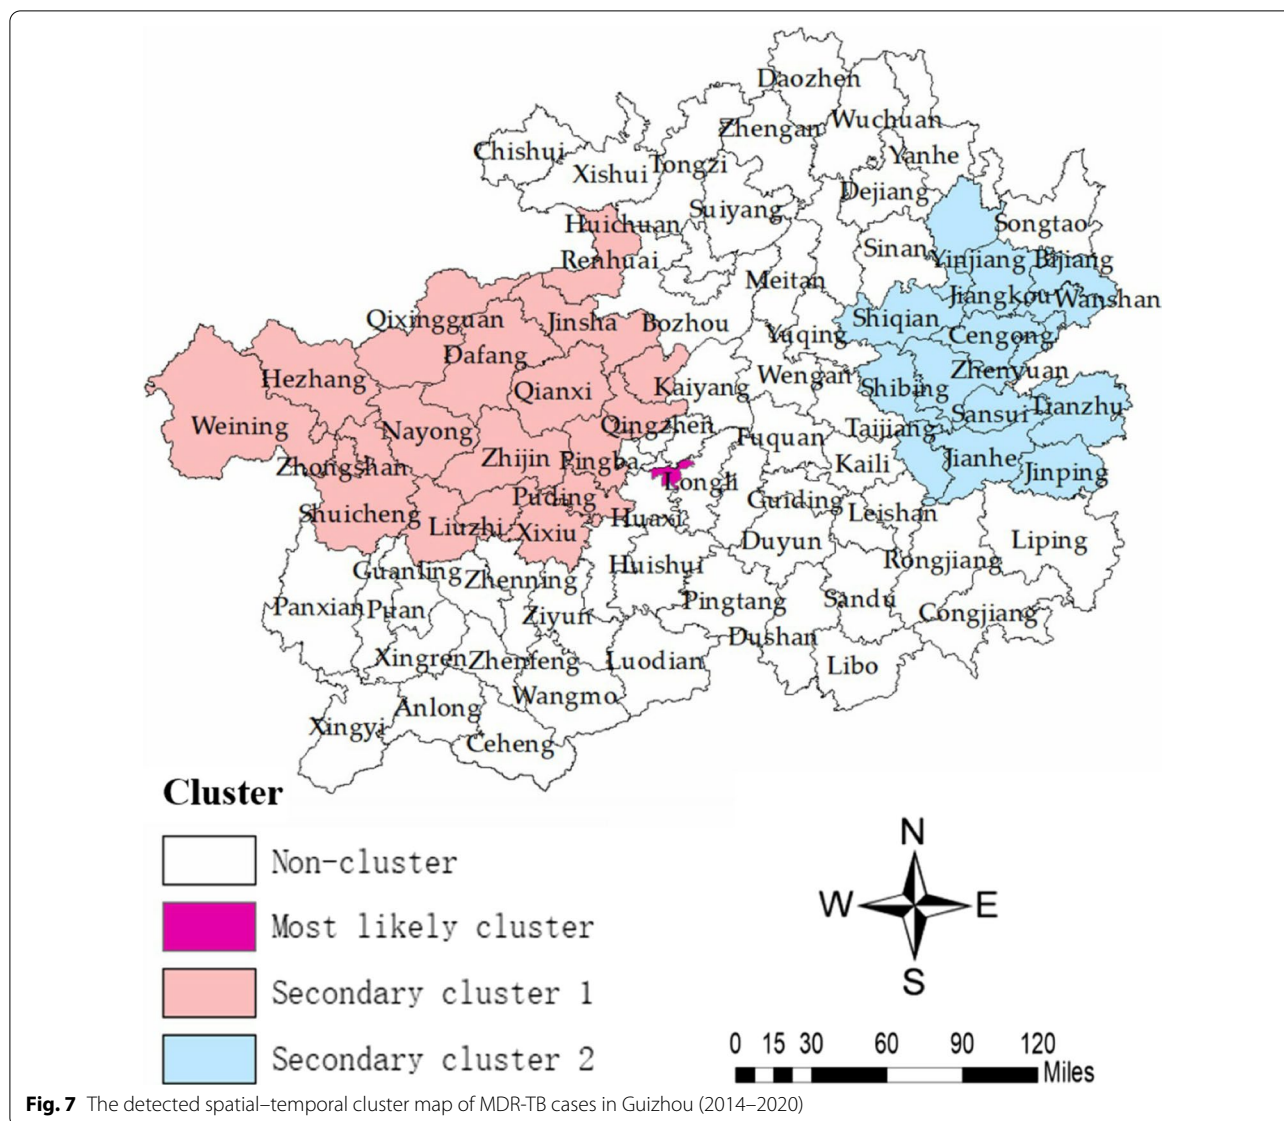 Daozhen
Wuchuan
Zhengan
Chishui
Yanhe
Tongzi
Xishui
Dejiang
Suiyang
Huichuan
Songtao
Sinan
Renhuai
Yinjiang
Bijiang
Meitan
Jiangkou
Wanshan
Qixingguan
Jinsha
Bozhou
Shiqian
Yuqing
Cengong
Dafang
Zhenyuan
Hezhang
Wengan
Qianxi
Kaiyang
Shibing
Tianzhu
Sansui
Weining
Nayong
Qingzhen
Fuquan
Taijiang
Zhongshan
Zhijin
Pingba
Kaili
Jianhe
Jinping
Longli
Puding
Guiding
Shuicheng
Liuzhi
Xixiu
Huaxi
Leishan
Duyun
Liping
Rongjiang
Huishui
Guanling
Zhenning
Panxian
Puan
Ziyun
Pingtang
Sandu
Congjiang
Dushan
Xingren
Zhenfeng
Luodian
Libo
Wangmo
Anlong
Xingyi
Ceheng
Cluster
Non-cluster
Most likely cluster
Secondary cluster 1
Secondary cluster 2
N
W
E
S
0 15 30 60 90 120
Miles
Fig. 7 The detected spatial–temporal cluster map of MDR-TB cases in Guizhou (2014–2020)